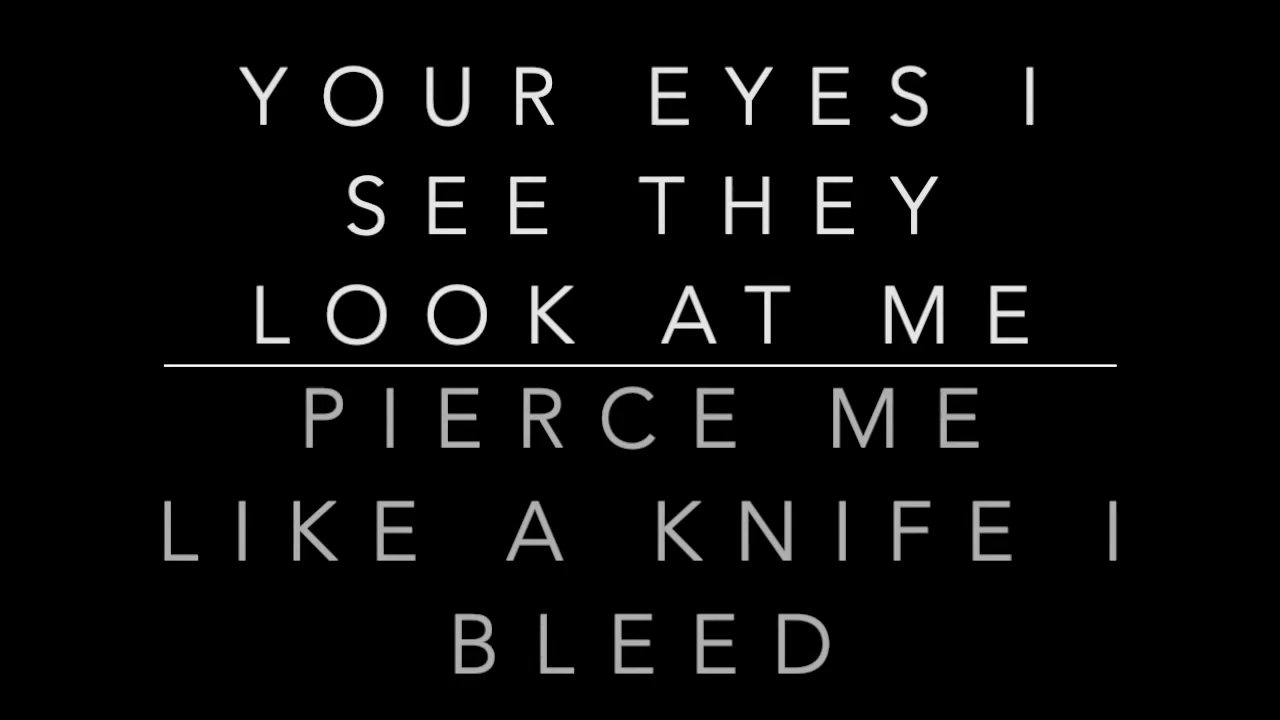 YOUR EYES I
SEE THEY
LOOK AT ME
PIERCE ME
LIKE A KNIFE I
BLEED